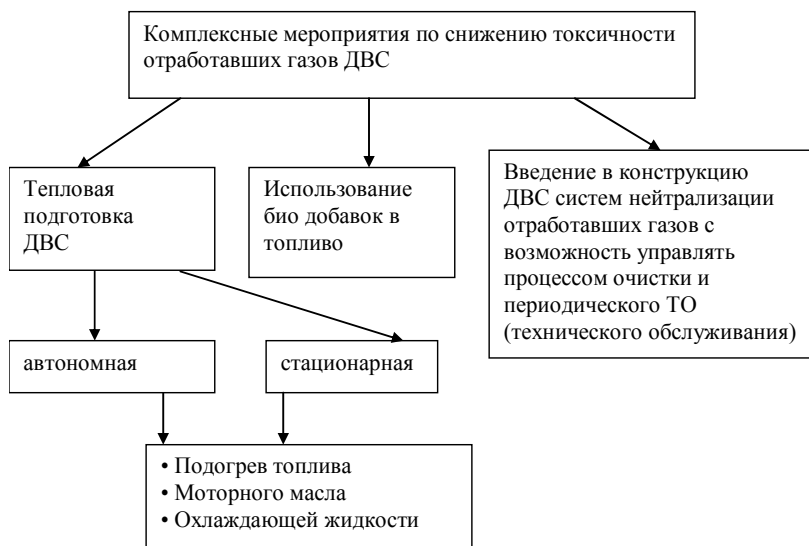 Комплексные мероприятия по снижению токсичности
отработавших газов ДВС
Тепловая
подготовка
ДВС
Использование
био добавок в
топливо
Введение в конструкцию
ДВС систем нейтрализации
отработавших газов с
возможность управлять
процессом очистки и
периодического ТО
(технического обслуживания)
автономная
стационарная
• Подогрев топлива
• Моторного масла
• Охлаждающей жидкости